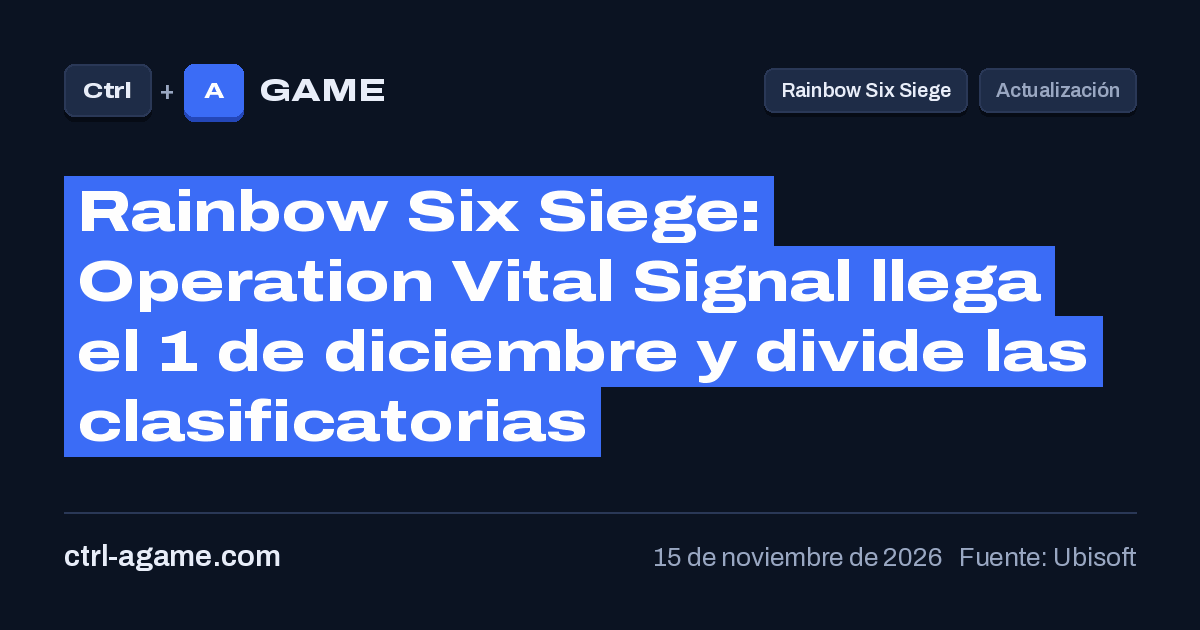 Ctrl + A GAME
Rainbow Six Siege
Actualización
Rainbow Six Siege:
Operation Vital Signal llega
el 1 de diciembre y divide las
clasificatorias
ctrl-agame.com
15 de noviembre de 2026 Fuente: Ubisoft